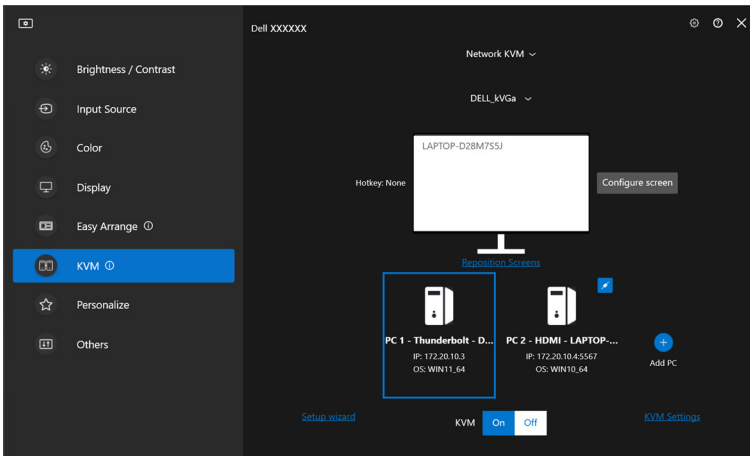 Dell XXXXXX
Brightness / Contrast
Input Source
Color
Display
Easy Arrange
KVM
Personalize
Others
Network KVM
DELL_kVGa
LAPTOP-D28M7S5J
Hotkey: None
Configure screen
Reposition Screens
PC 1 - Thunderbolt - D...
IP: 172.20.10.3
OS: WIN11_64
PC 2 - HDMI - LAPTOP-...
IP: 172.20.10.4:5567
OS: WIN10_64
Add PC
Setup wizard
KVM On Off
KVM Settings